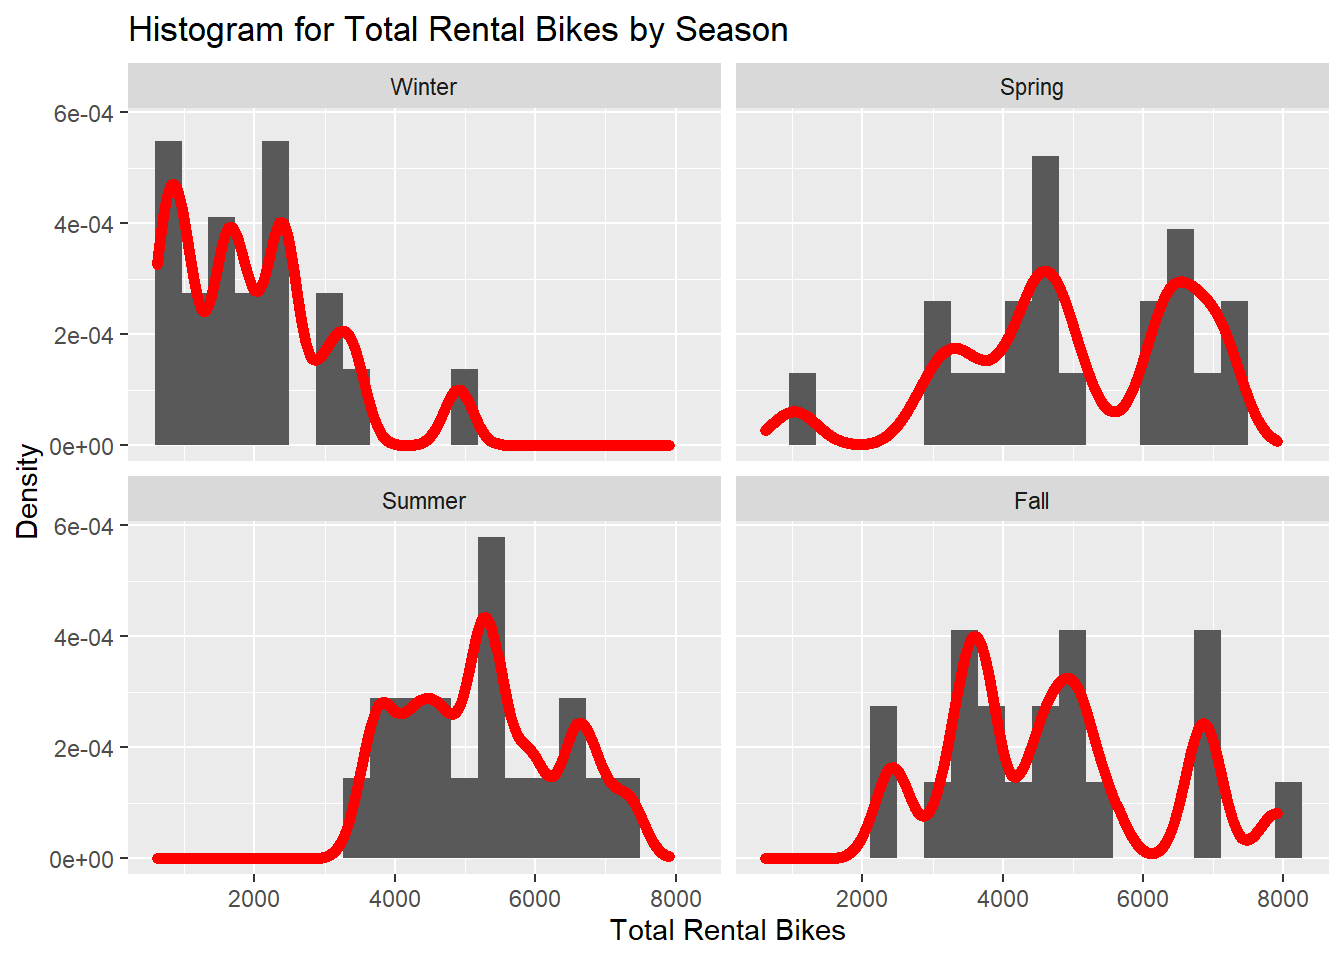 Histogram for Total Rental Bikes by Season
Winter
Spring
6e-04
4e-04
2e-04
0e+00
Summer
Fall
6e-04
4e-04
2e-04
0e+00
Density
2000 4000 6000 8000
2000 4000 6000 8000
Total Rental Bikes